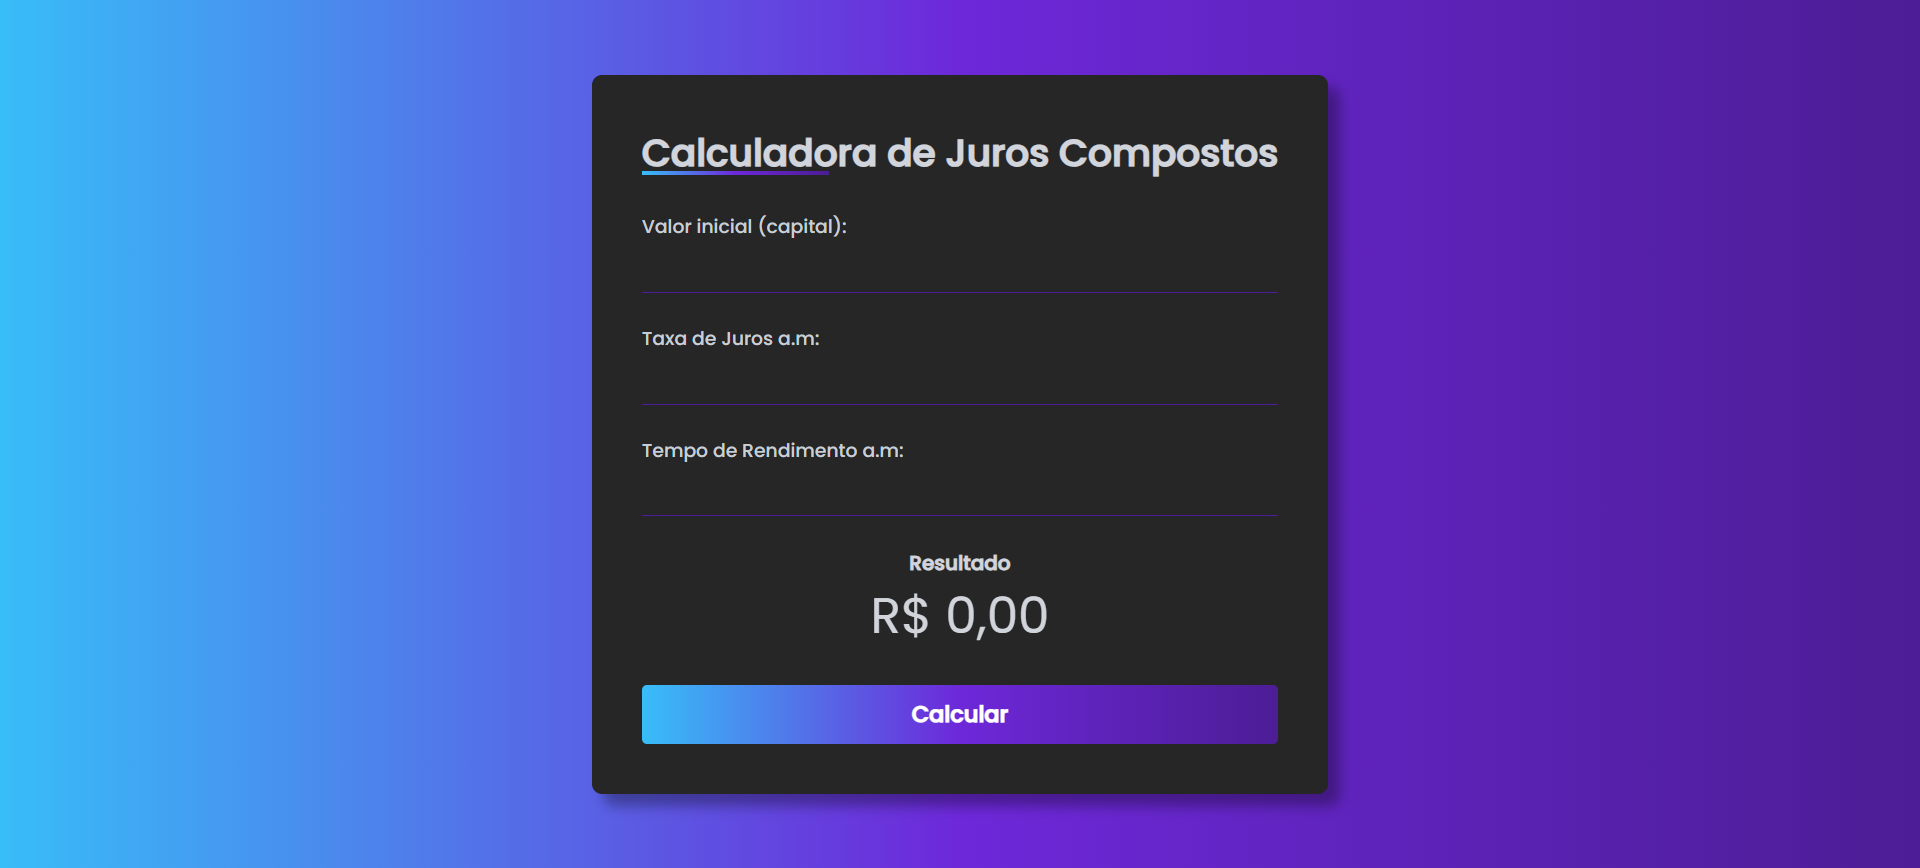 Calculadora de Juros Compostos
Valor inicial (capital):
Taxa de Juros a.m:
Tempo de Rendimento a.m:
Resultado
R$ 0,00
Calcular